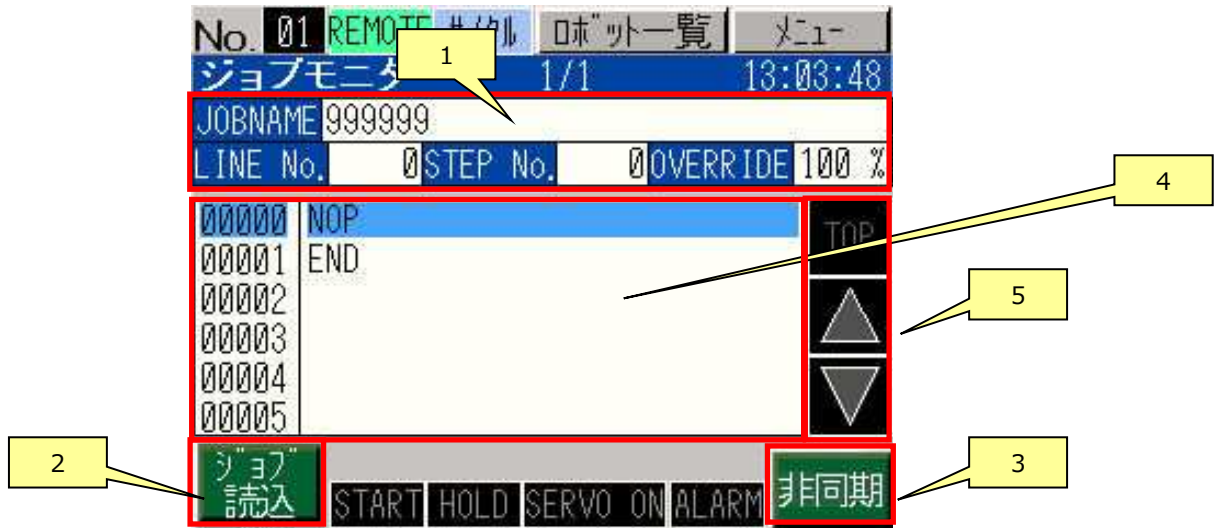 No. 01 REMOTE サイクル ロボット一覧 メニュー
1
ジョブモニタ 1/1 13:03:48
JOBNAME 999999
LINE No. 0 STEP No. 0 OVERRIDE 100 %
4
00000 NOP TOP
00001 END
00002
5
00003
00004
00005
2
ジョブ
読込
START HOLD SERVO ON ALARM
非同期
3